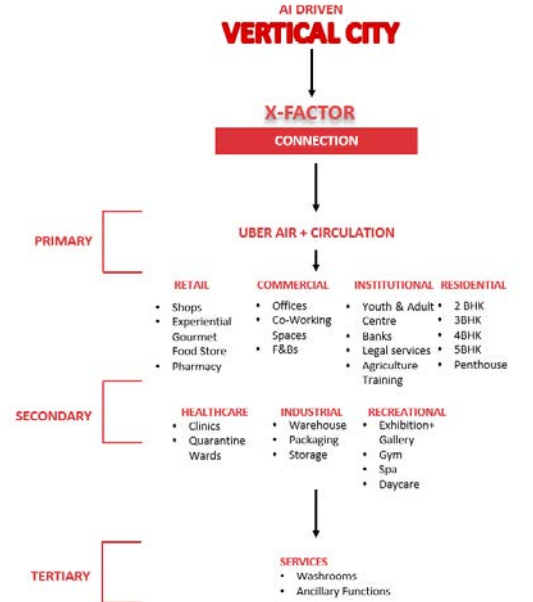 AI DRIVEN
VERTICAL CITY
X-FACTOR
CONNECTION
PRIMARY
UBER AIR + CIRCULATION
RETAIL
• Shops
• Experiential
Gourmet
Food Store
• Pharmacy
COMMERCIAL
• Offices
• Co-Working
Spaces
• F&Bs
INSTITUTIONAL
• Youth & Adult
Centre
• Banks
• Legal services
• Agriculture
Training
RESIDENTIAL
• 2 BHK
• 3BHK
• 4BHK
• 5BHK
• Penthouse
SECONDARY
HEALTHCARE
• Clinics
• Quarantine
Wards
INDUSTRIAL
• Warehouse
• Packaging
• Storage
RECREATIONAL
• Exhibition+
Gallery
• Gym
• Spa
• Daycare
TERTIARY
SERVICES
• Washrooms
• Ancillary Functions